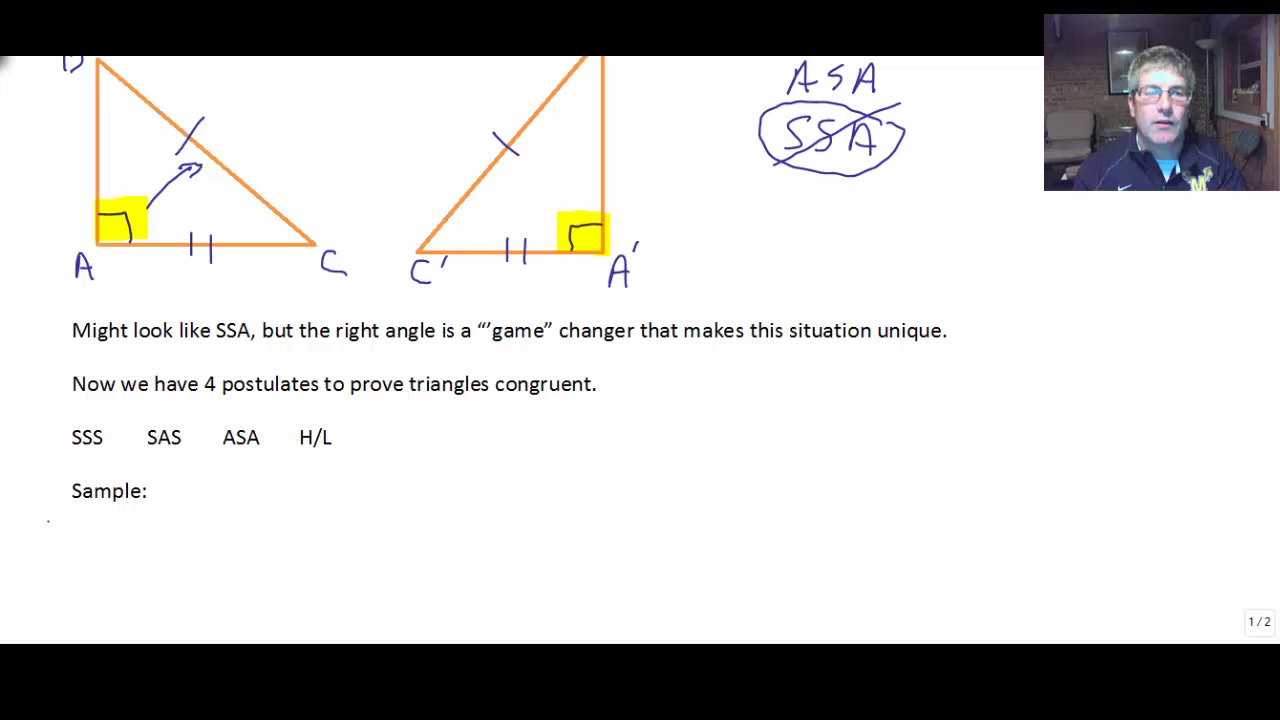 B
ASA
SSA
A
C
C'
A'
Might look like SSA, but the right angle is a “’game” changer that makes this situation unique.
Now we have 4 postulates to prove triangles congruent.
SSS SAS ASA H/L
Sample:
1 / 2
M